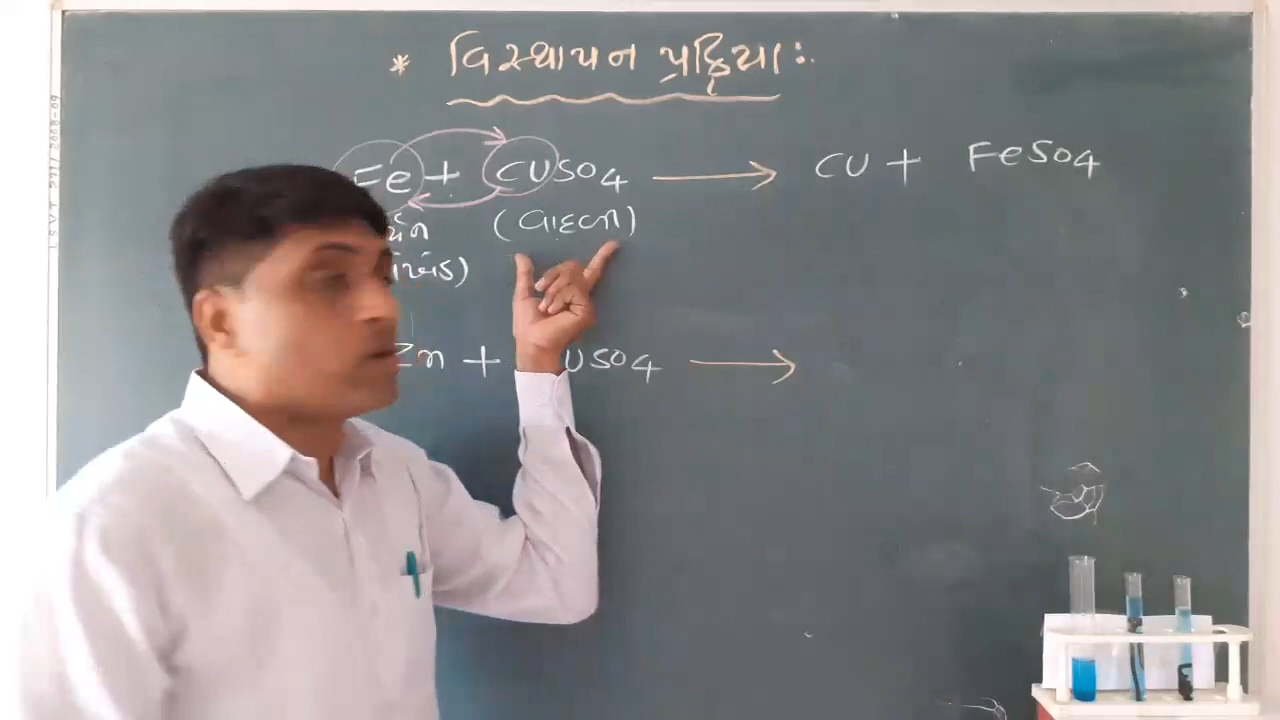 * વિસ્થાપન પ્રક્રિયા :.
Fe + CUSO4 → CU + FeSO4
(વાદળી)
Zn + USO4 →